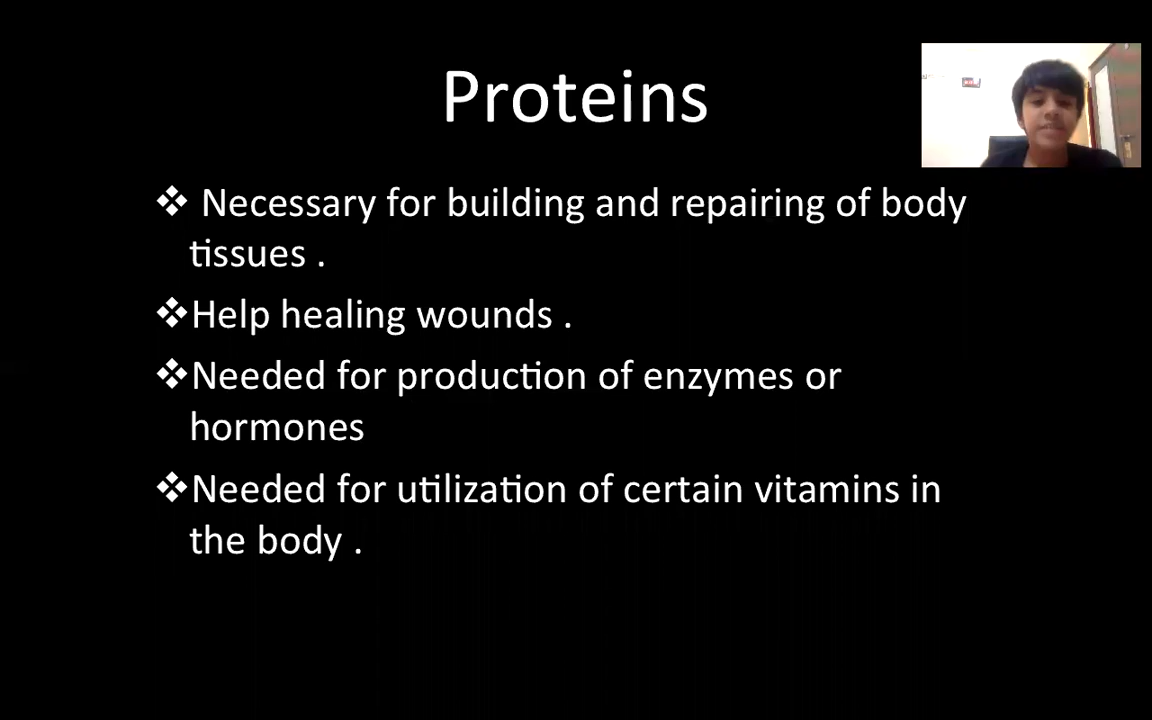 Proteins
❖ Necessary for building and repairing of body
tissues .
❖Help healing wounds .
❖Needed for production of enzymes or
hormones
❖Needed for utilization of certain vitamins in
the body .